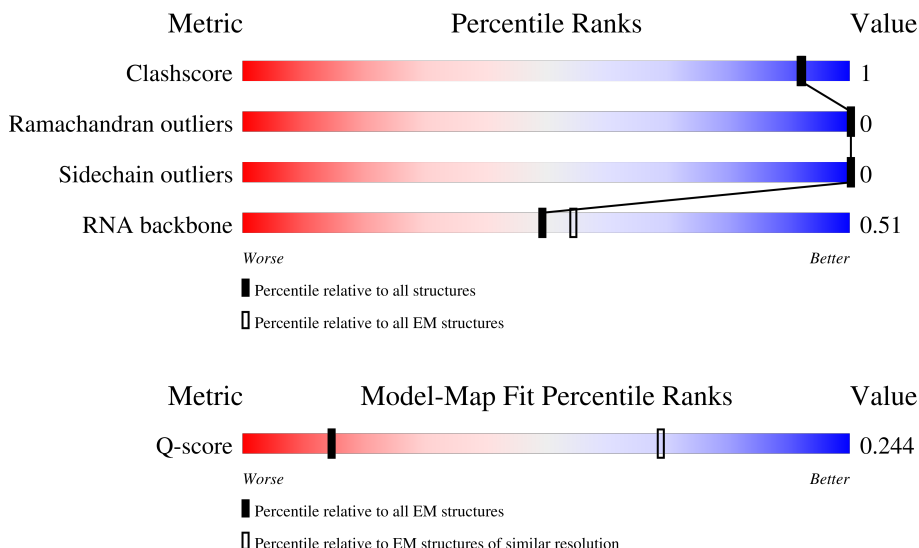 Metric Percentile Ranks Value
Clashscore 1
Ramachandran outliers 0
Sidechain outliers 0
RNA backbone 0.51
Worse Better
Percentile relative to all structures
Percentile relative to all EM structures
Metric Model-Map Fit Percentile Ranks Value
Q-score 0.244
Worse Better
Percentile relative to all EM structures
Percentile relative to EM structures of similar resolution